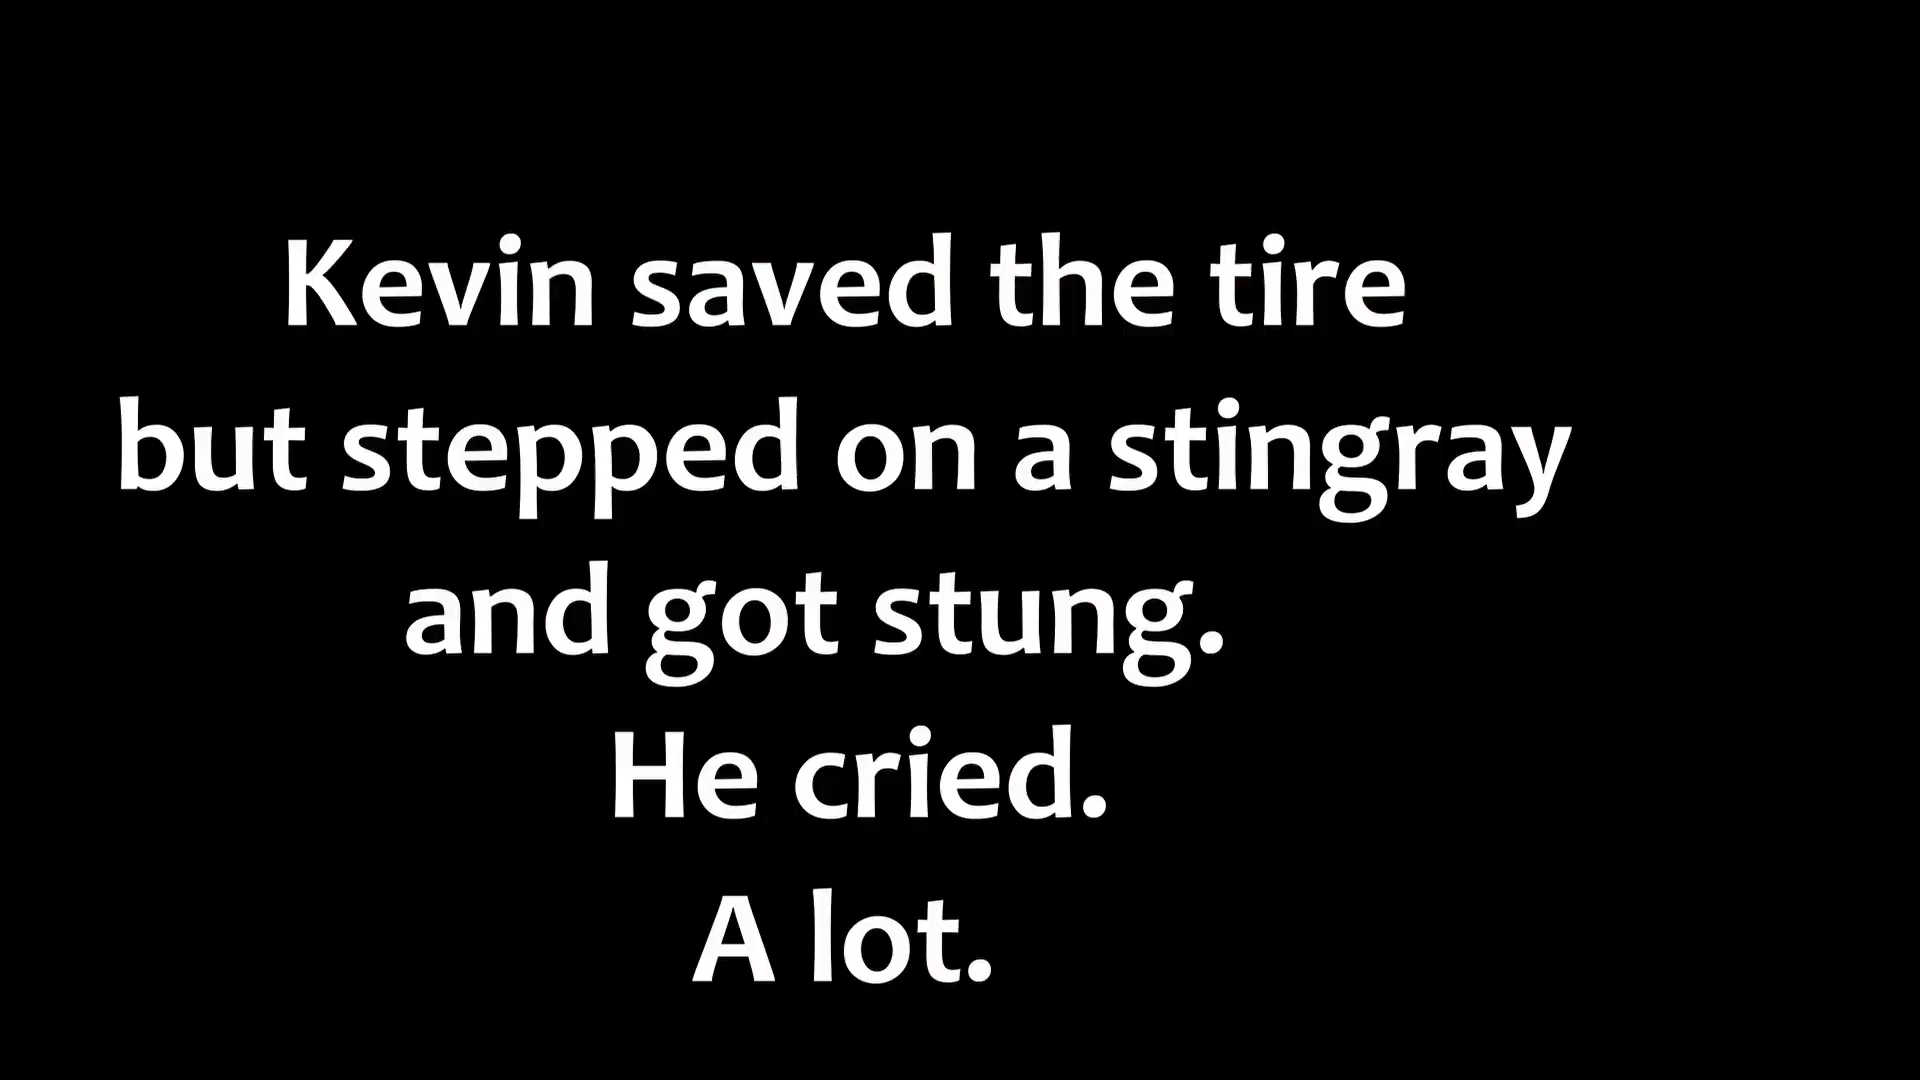 Kevin saved the tire
but stepped on a stingray
and got stung.
He cried.
A lot.